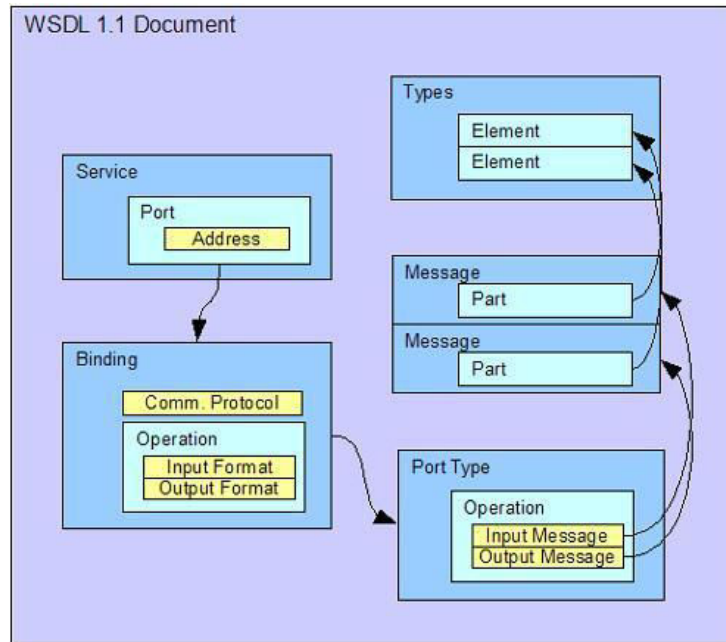 WSDL 1.1 Document
Types
Element
Element
Service
Port
Address
Message
Part
Message
Part
Binding
Comm. Protocol
Operation
Input Format
Output Format
Port Type
Operation
Input Message
Output Message